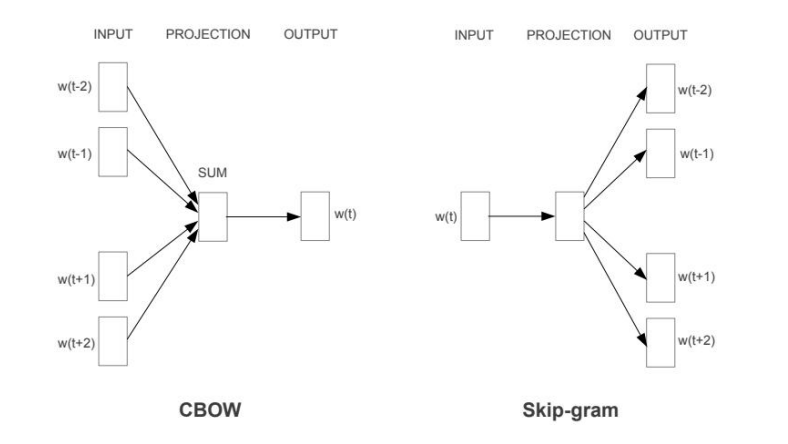 INPUT PROJECTION OUTPUT
w(t-2)
w(t-1)
SUM
w(t)
w(t+1)
w(t+2)
CBOW
INPUT PROJECTION OUTPUT
w(t-2)
w(t-1)
w(t)
w(t+1)
w(t+2)
Skip-gram